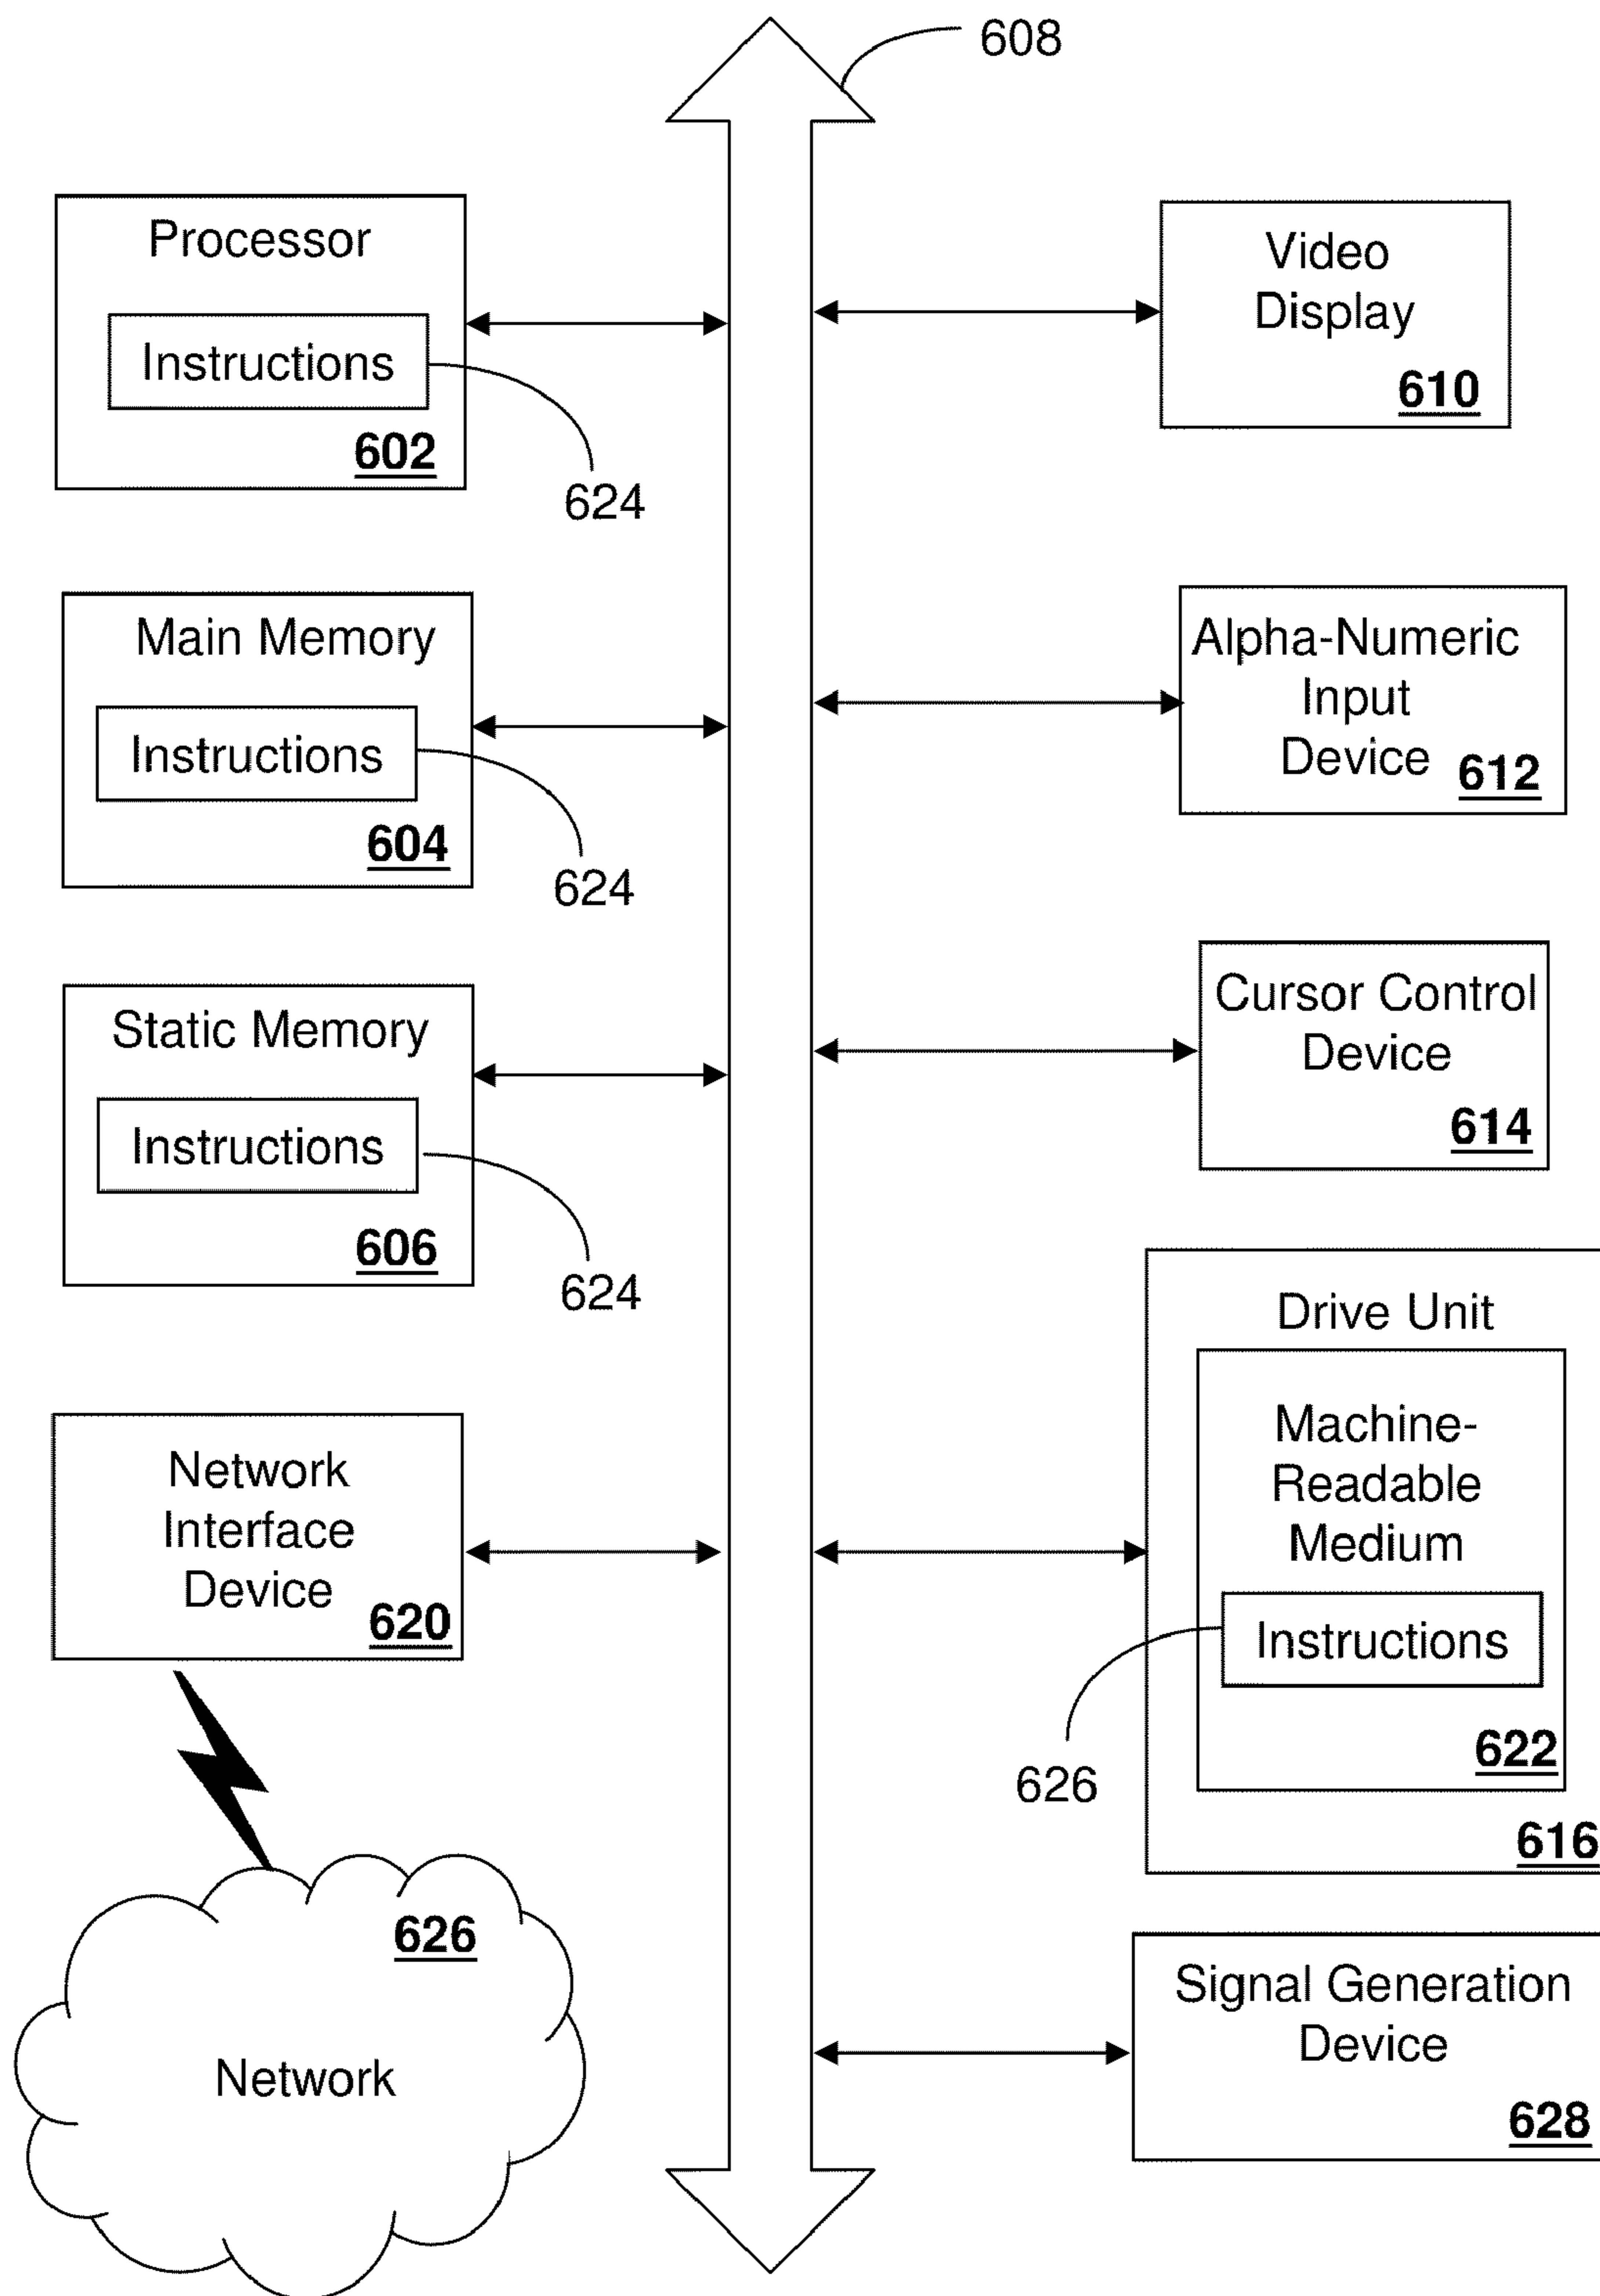 608
Processor
Instructions
602
624
Main Memory
Instructions
604
624
Static Memory
Instructions
606
624
Network
Interface
Device
620
626
Network
Video
Display
610
Alpha-Numeric
Input
Device
612
Cursor Control
Device
614
Drive Unit
Machine-
Readable
Medium
Instructions
622
626
616
Signal Generation
Device
628